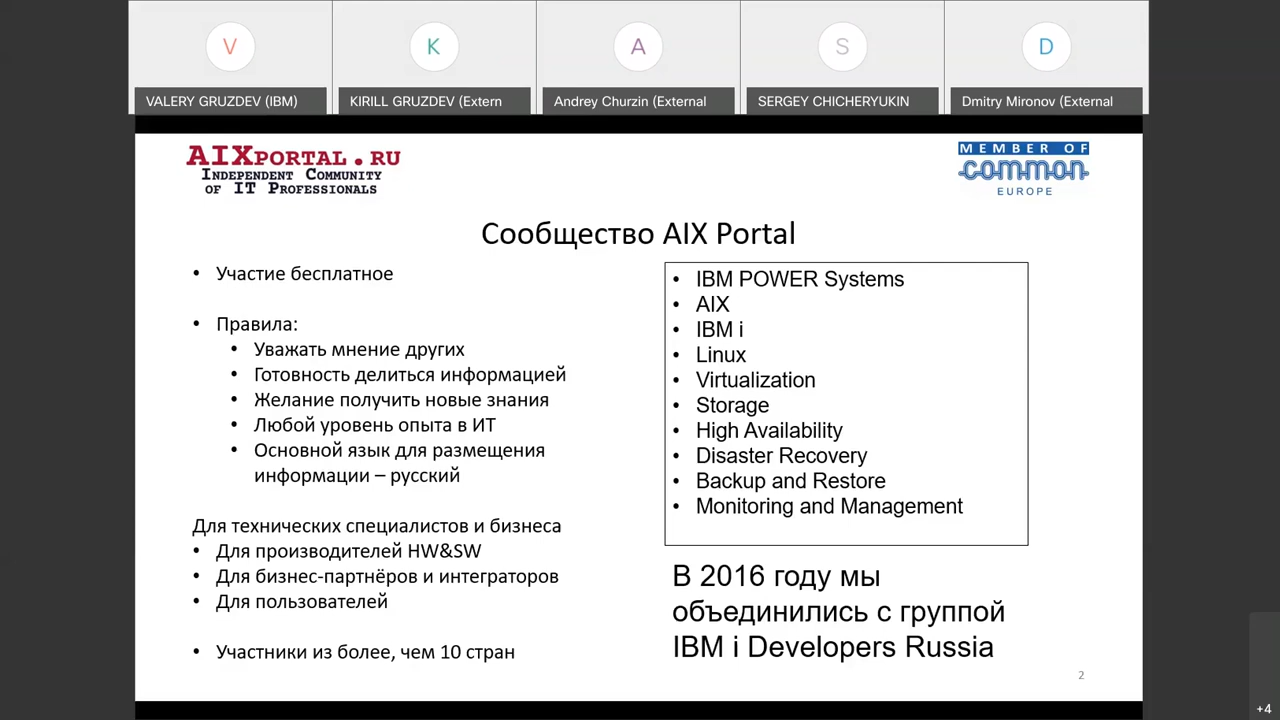 V
K
A
S
D
VALERY GRUZDEV (IBM)
KIRILL GRUZDEV (Extern
Andrey Churzin (External
SERGEY CHICHERYUKIN
Dmitry Mironov (External
AIXPORTAL.RU
INDEPENDENT COMMUNITY
OF IT PROFESSIONALS
MEMBER OF
common
EUROPE
Сообщество AIX Portal
• Участие бесплатное
• Правила:
• Уважать мнение других
• Готовность делиться информацией
• Желание получить новые знания
• Любой уровень опыта в ИТ
• Основной язык для размещения
информации – русский
Для технических специалистов и бизнеса
• Для производителей HW&SW
• Для бизнес-партнёров и интеграторов
• Для пользователей
• Участники из более, чем 10 стран
• IBM POWER Systems
• AIX
• IBM i
• Linux
• Virtualization
• Storage
• High Availability
• Disaster Recovery
• Backup and Restore
• Monitoring and Management
В 2016 году мы
объединились с группой
IBM i Developers Russia
2
+4